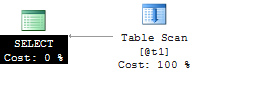 SELECT
Cost: 0 %
Table Scan
[@t1]
Cost: 100 %